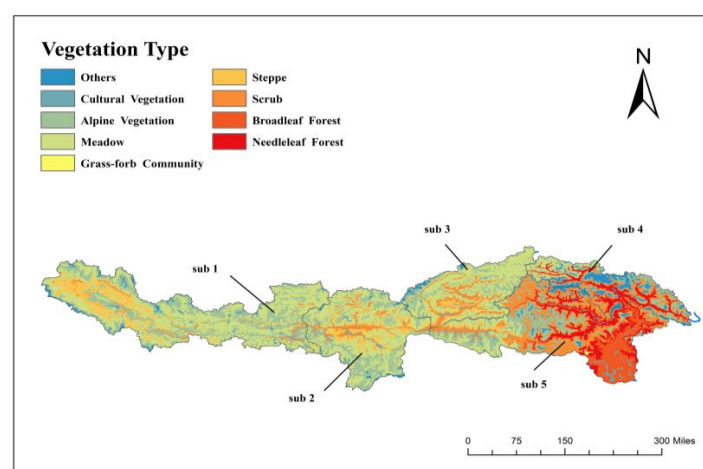 Vegetation Type
Others
Cultural Vegetation
Alpine Vegetation
Meadow
Grass-forb Community
Steppe
Scrub
Broadleaf Forest
Needleleaf Forest
N
sub 1
sub 2
sub 3
sub 4
sub 5
0 75 150 300 Miles